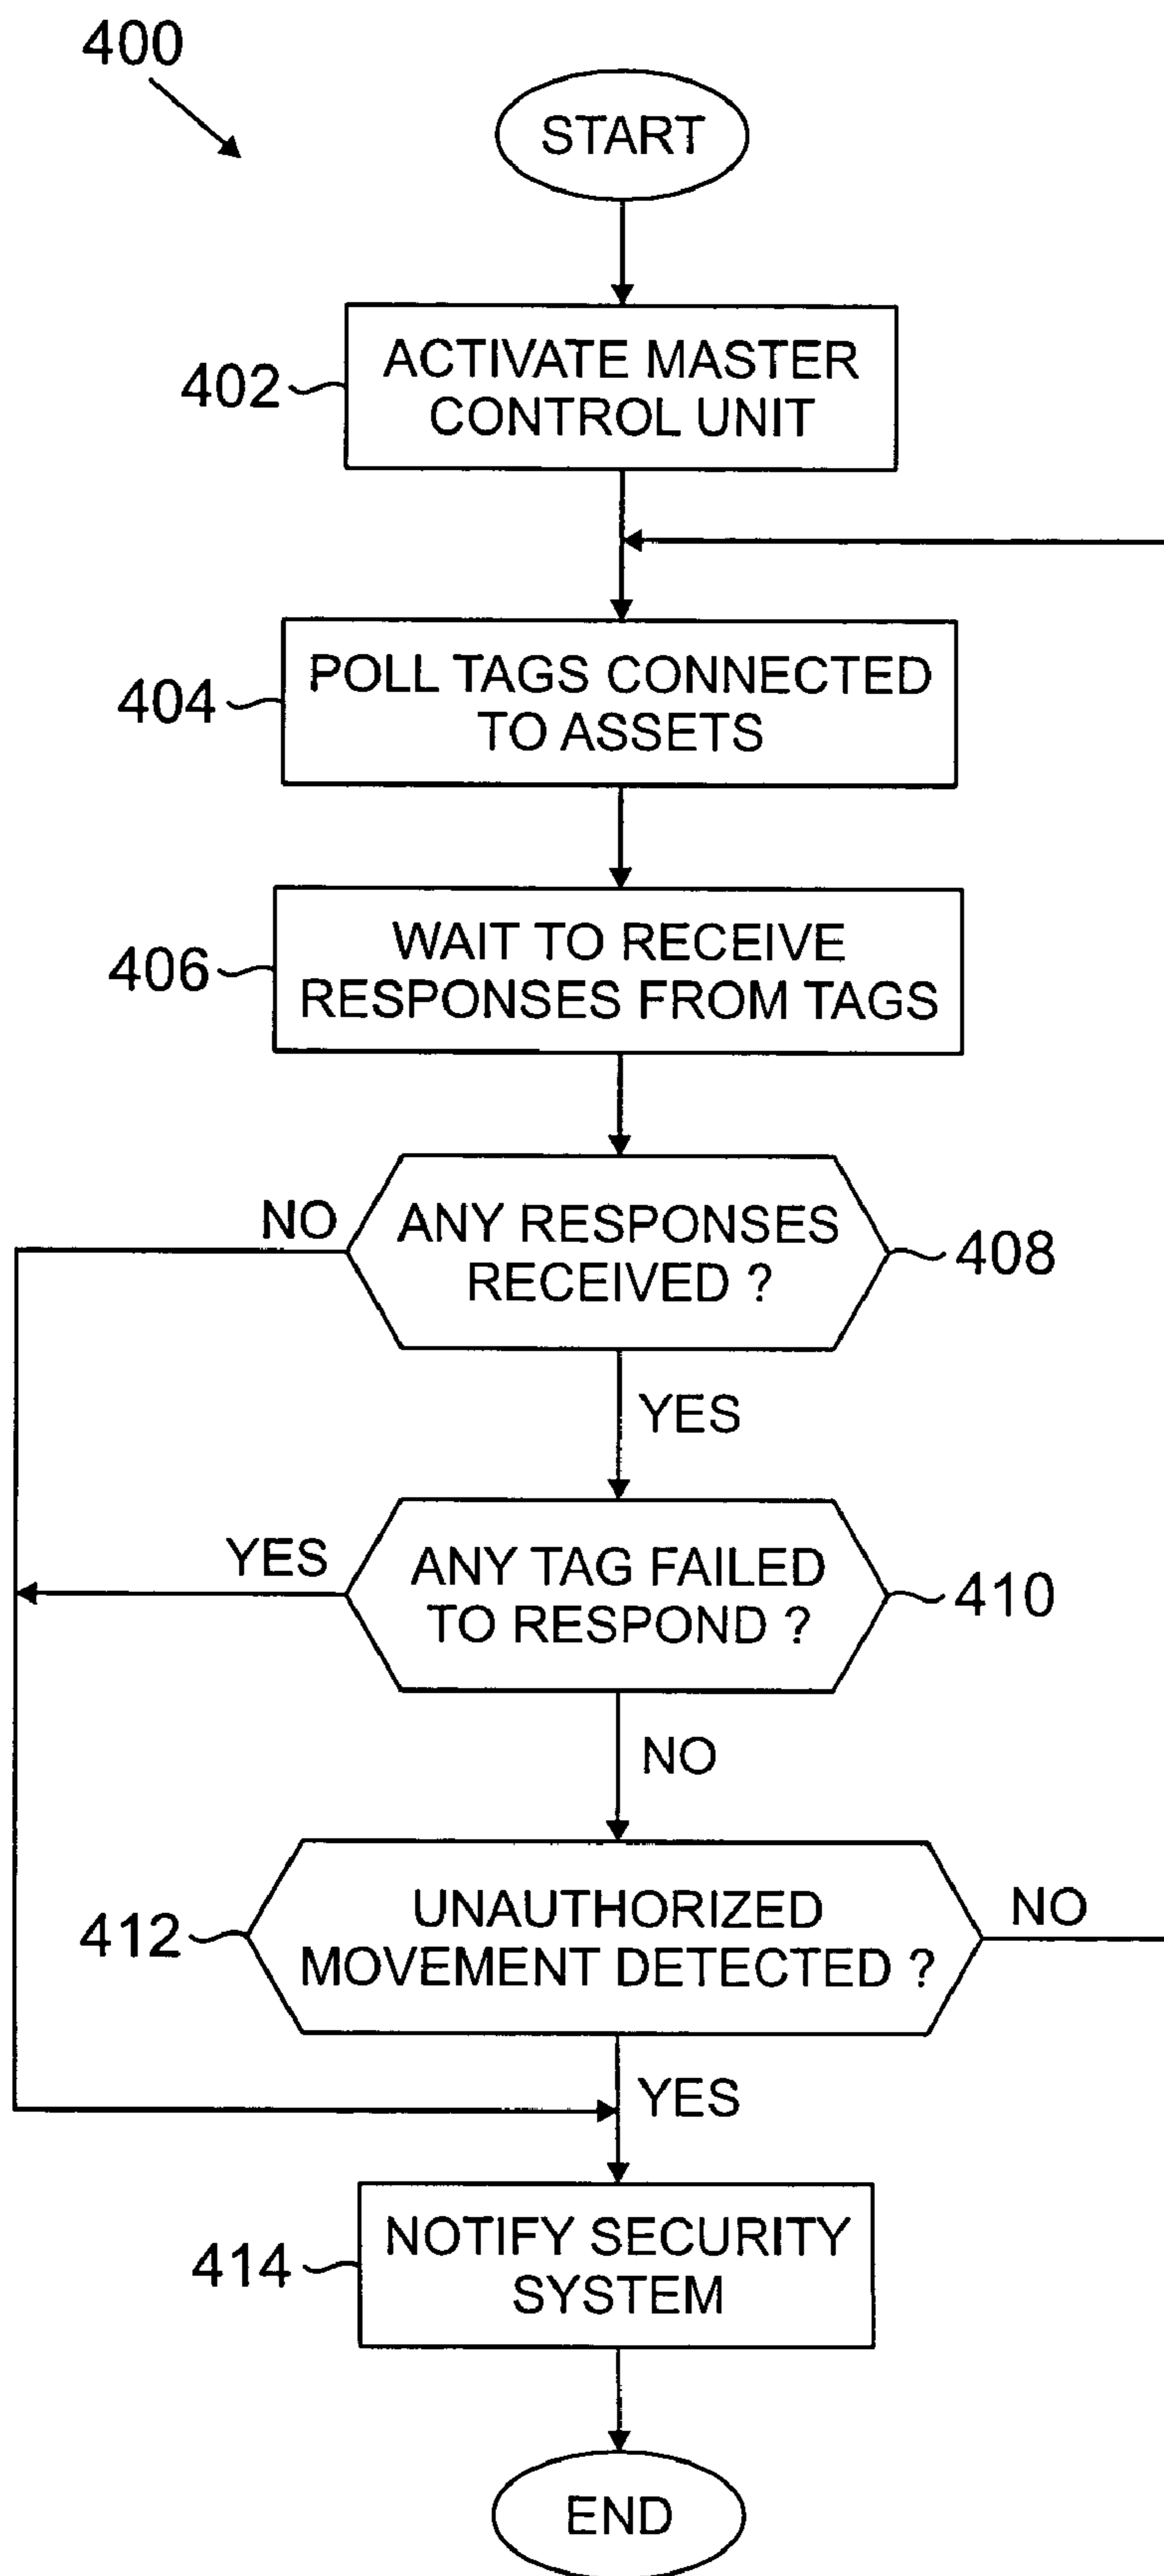 400
START
402
ACTIVATE MASTER
CONTROL UNIT
404
POLL TAGS CONNECTED
TO ASSETS
406
WAIT TO RECEIVE
RESPONSES FROM TAGS
NO
ANY RESPONSES
RECEIVED ?
408
YES
YES
ANY TAG FAILED
TO RESPOND ?
410
NO
412
UNAUTHORIZED
MOVEMENT DETECTED ?
NO
YES
414
NOTIFY SECURITY
SYSTEM
END